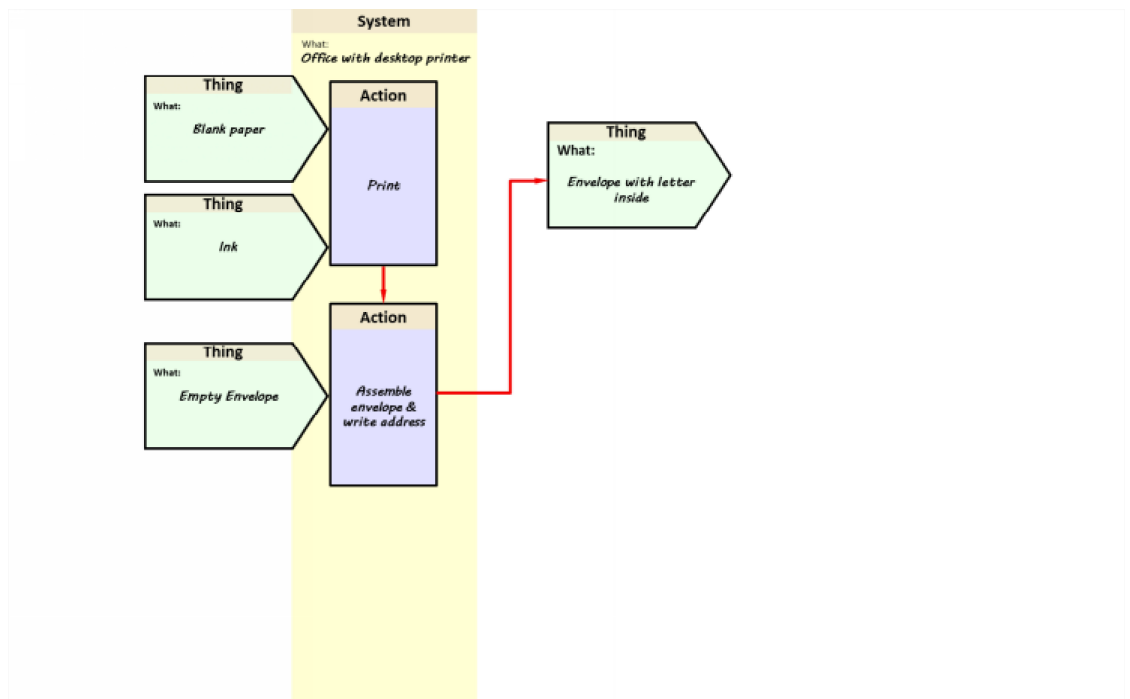 System
What:
Office with desktop printer
Thing
What:
Blank paper
Action
Print
Thing
What:
Ink
Thing
What:
Envelope with letter
inside
Action
Assemble
envelope &
write address
Thing
What:
Empty Envelope